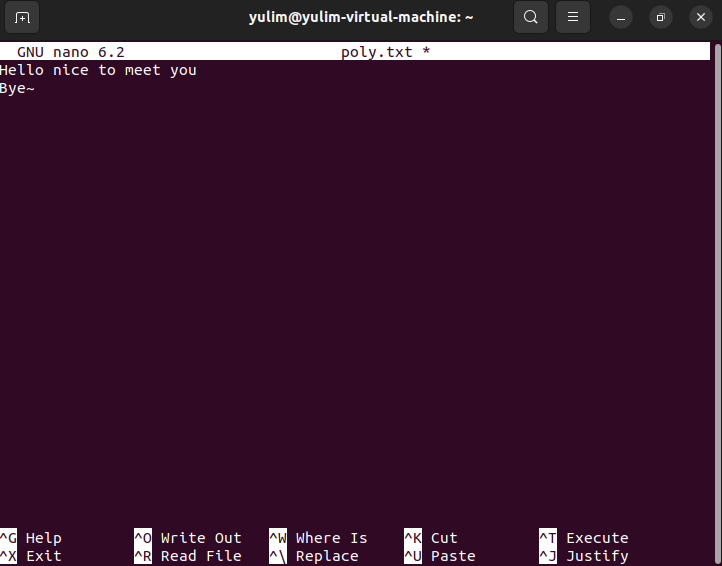 yulim@yulim-virtual-machine: ~
GNU nano 6.2 poly.txt *
Hello nice to meet you
Bye~
^G Help ^O Write Out ^W Where Is ^K Cut ^T Execute
^X Exit ^R Read File ^\ Replace ^U Paste ^J Justify